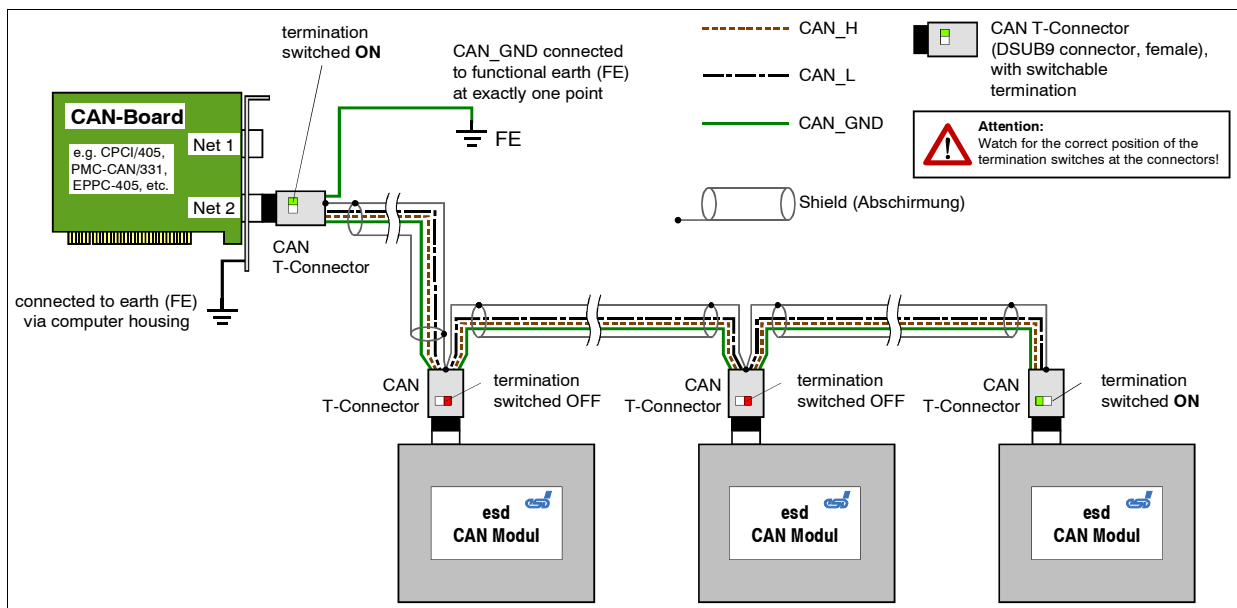 termination
switched ON
CAN_GND connected
to functional earth (FE)
at exactly one point
FE
CAN_H
CAN_L
CAN_GND
Shield (Abschirmung)
CAN T-Connector
(DSUB9 connector, female),
with switchable
termination
Attention:
Watch for the correct position of the
termination switches at the connectors!
CAN-Board
e.g. CPCI/405,
PMC-CAN/331,
EPPC-405, etc.
Net 1
Net 2
CAN
T-Connector
connected to earth (FE)
via computer housing
CAN
T-Connector
termination
switched OFF
CAN
T-Connector
termination
switched OFF
CAN
T-Connector
termination
switched ON
esd
esd
CAN Modul
esd
esd
CAN Modul
esd
esd
CAN Modul